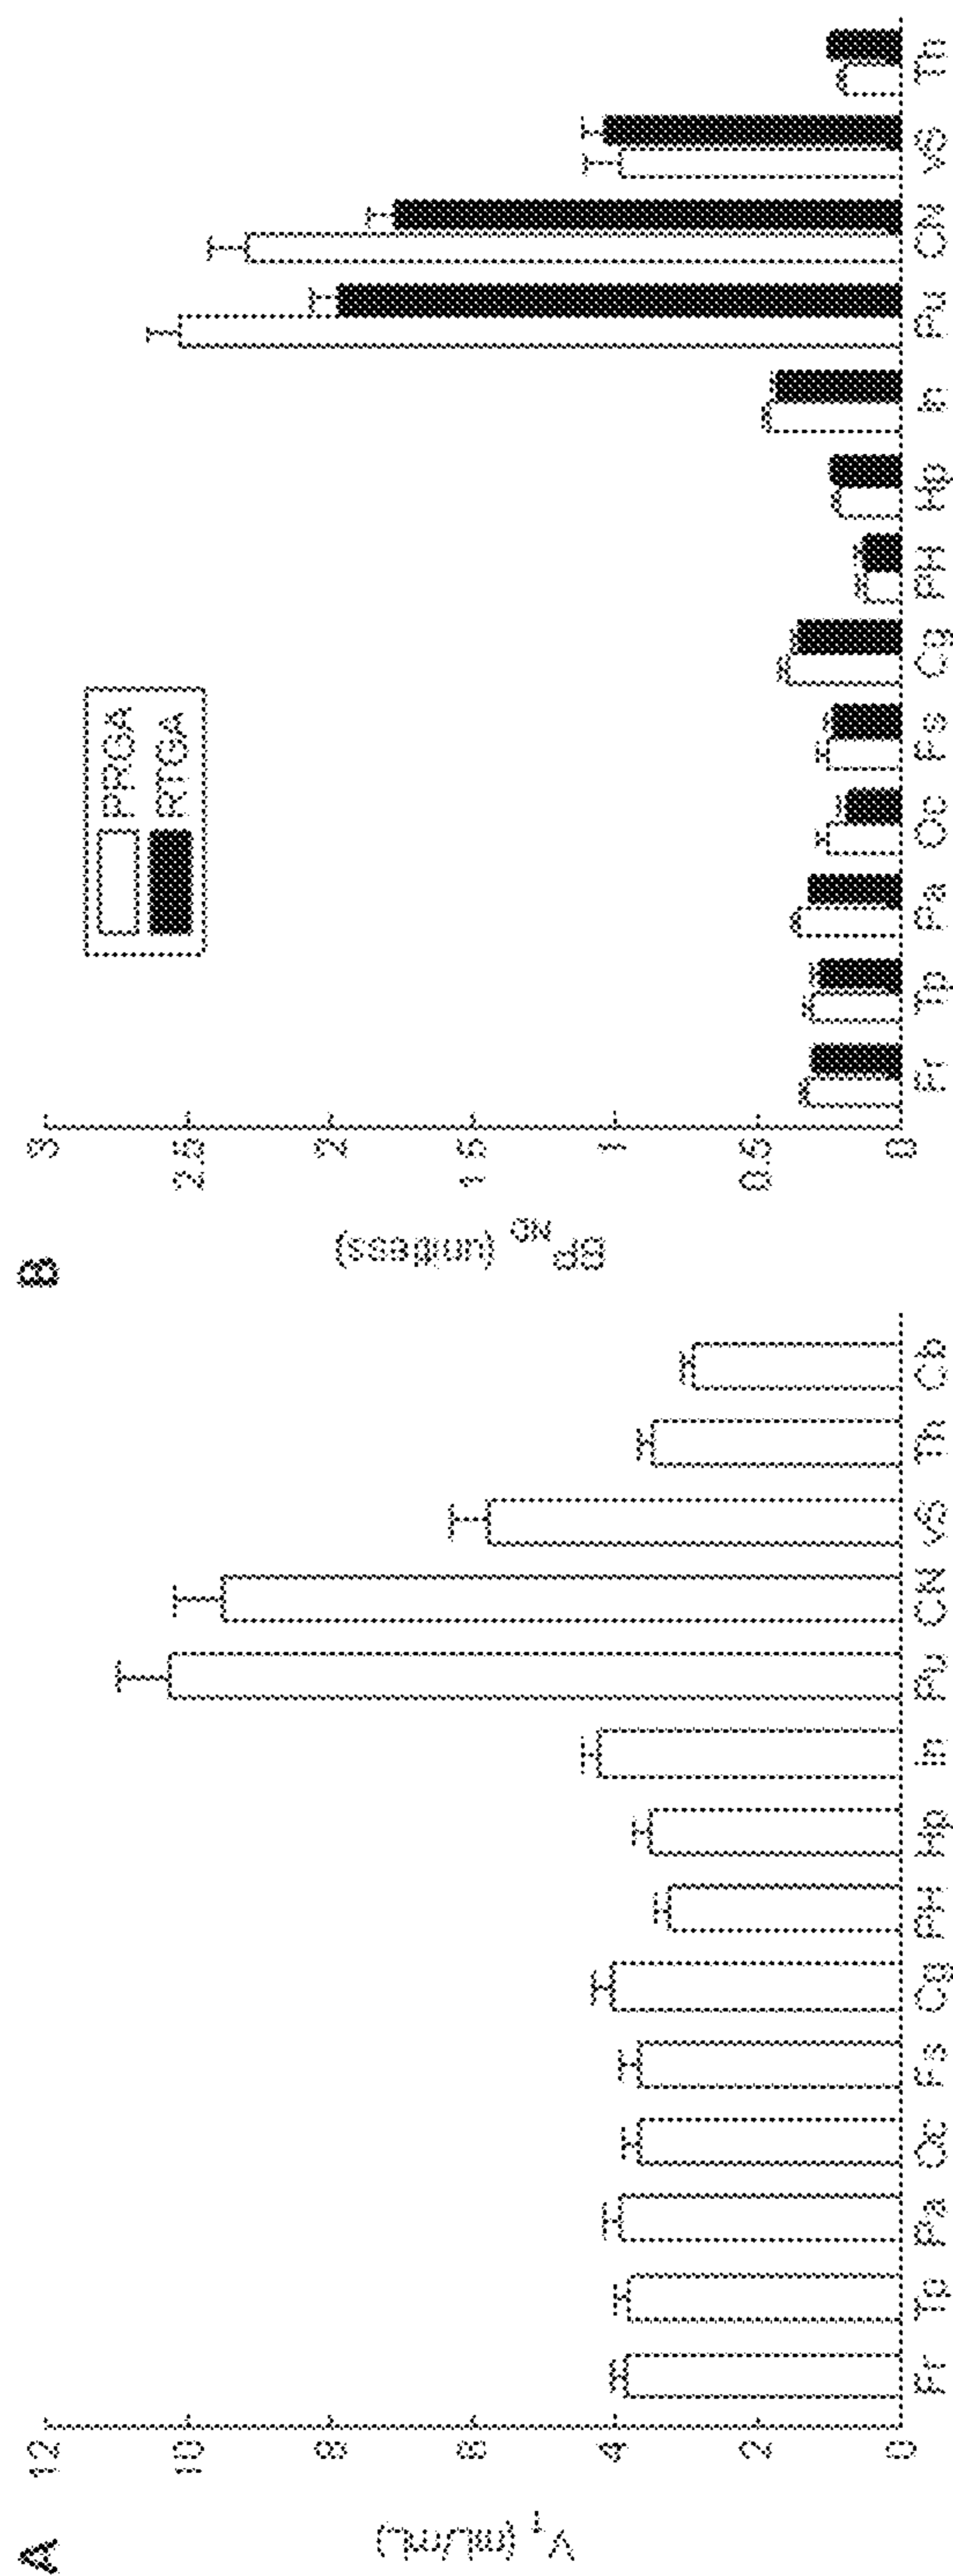 A
V_T (mL/mL)
12
10
8
6
4
2
0
Fr Tp Pa Oc Fs Cg PH Hp In Pu CN vS Th Cb
B
BP_ND (unitless)
3
2.5
2
1.5
1
0.5
0
PRGA
RTGA
Fr Tp Pa Oc Fs Cg PH Hp In Pu CN vS Th